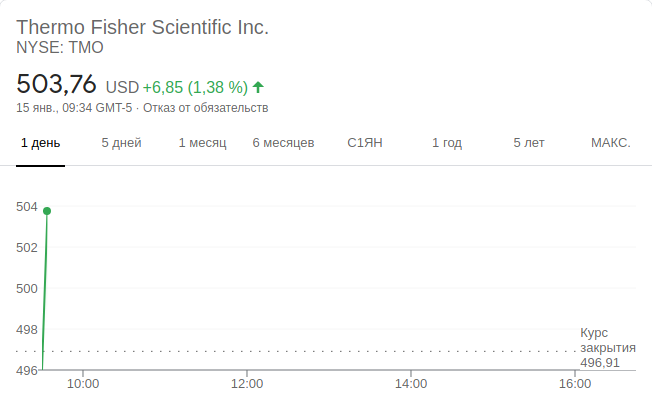 Thermo Fisher Scientific Inc.
NYSE: TMO
503,76 USD +6,85 (1,38 %)
15 янв., 09:34 GMT-5 · Отказ от обязательств
1 день 5 дней 1 месяц 6 месяцев С1ЯН 1 год 5 лет МАКС.
504
502
500
498
Курс
закрытия
496,91
496
10:00 12:00 14:00 16:00